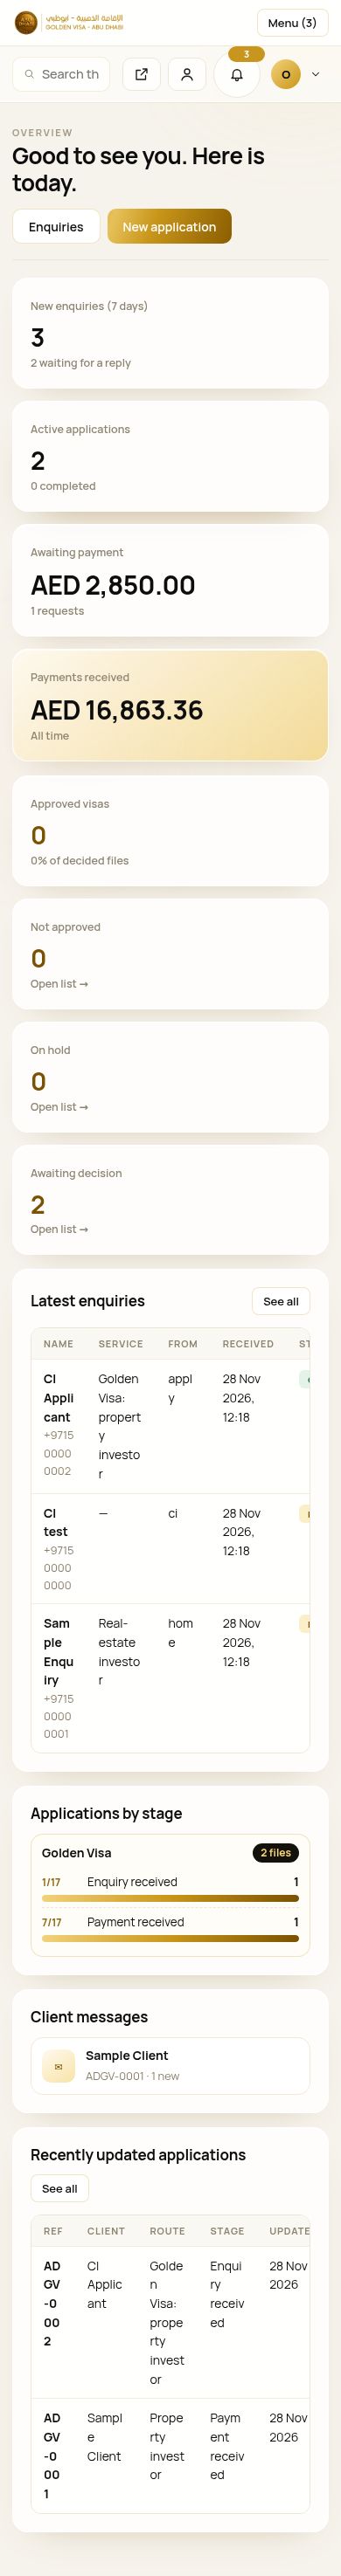 الإقامة الذهبية - أبوظبي
GOLDEN VISA - ABU DHABI
Menu (3)
Search th
3
O
OVERVIEW
Good to see you. Here is
today.
Enquiries
New application
New enquiries (7 days)
3
2 waiting for a reply
Active applications
2
0 completed
Awaiting payment
AED 2,850.00
1 requests
Payments received
AED 16,863.36
All time
Approved visas
0
0% of decided files
Not approved
0
Open list →
On hold
0
Open list →
Awaiting decision
2
Open list →
Latest enquiries
See all
NAME SERVICE FROM RECEIVED ST
CI Golden appl 28 Nov
Appli Visa: y 2026,
cant propert 12:18
+9715 y
0000 investo
0002 r
CI — ci 28 Nov
test 2026,
+9715 12:18
0000
0000
Sam Real- hom 28 Nov
ple estate e 2026,
Enqu investo 12:18
iry r
+9715
0000
0001
Applications by stage
Golden Visa 2 files
1/17 Enquiry received 1
7/17 Payment received 1
Client messages
Sample Client
ADGV-0001 · 1 new
Recently updated applications
See all
REF CLIENT ROUTE STAGE UPDATE
AD CI Golde Enqui 28 Nov
GV Applic n ry 2026
-0 ant Visa: receiv
00 prope ed
2 rty
invest
or
AD Sampl Prope Paym 28 Nov
GV e rty ent 2026
-0 Client invest receiv
00 or ed
1